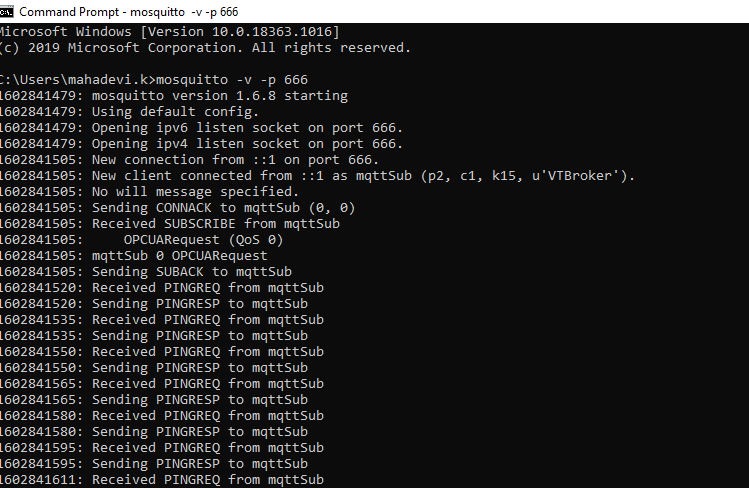 Command Prompt - mosquitto -v -p 666
Microsoft Windows [Version 10.0.18363.1016]
(c) 2019 Microsoft Corporation. All rights reserved.
C:\Users\mahadevi.k>mosquitto -v -p 666
1602841479: mosquitto version 1.6.8 starting
1602841479: Using default config.
1602841479: Opening ipv6 listen socket on port 666.
1602841479: Opening ipv4 listen socket on port 666.
1602841505: New connection from ::1 on port 666.
1602841505: New client connected from ::1 as mqttSub (p2, c1, k15, u'VTBroker').
1602841505: No will message specified.
1602841505: Sending CONNACK to mqttSub (0, 0)
1602841505: Received SUBSCRIBE from mqttSub
1602841505:     OPCUARequest (QoS 0)
1602841505: mqttSub 0 OPCUARequest
1602841505: Sending SUBACK to mqttSub
1602841520: Received PINGREQ from mqttSub
1602841520: Sending PINGRESP to mqttSub
1602841535: Received PINGREQ from mqttSub
1602841535: Sending PINGRESP to mqttSub
1602841550: Received PINGREQ from mqttSub
1602841550: Sending PINGRESP to mqttSub
1602841565: Received PINGREQ from mqttSub
1602841565: Sending PINGRESP to mqttSub
1602841580: Received PINGREQ from mqttSub
1602841580: Sending PINGRESP to mqttSub
1602841595: Received PINGREQ from mqttSub
1602841595: Sending PINGRESP to mqttSub
1602841611: Received PINGREQ from mqttSub